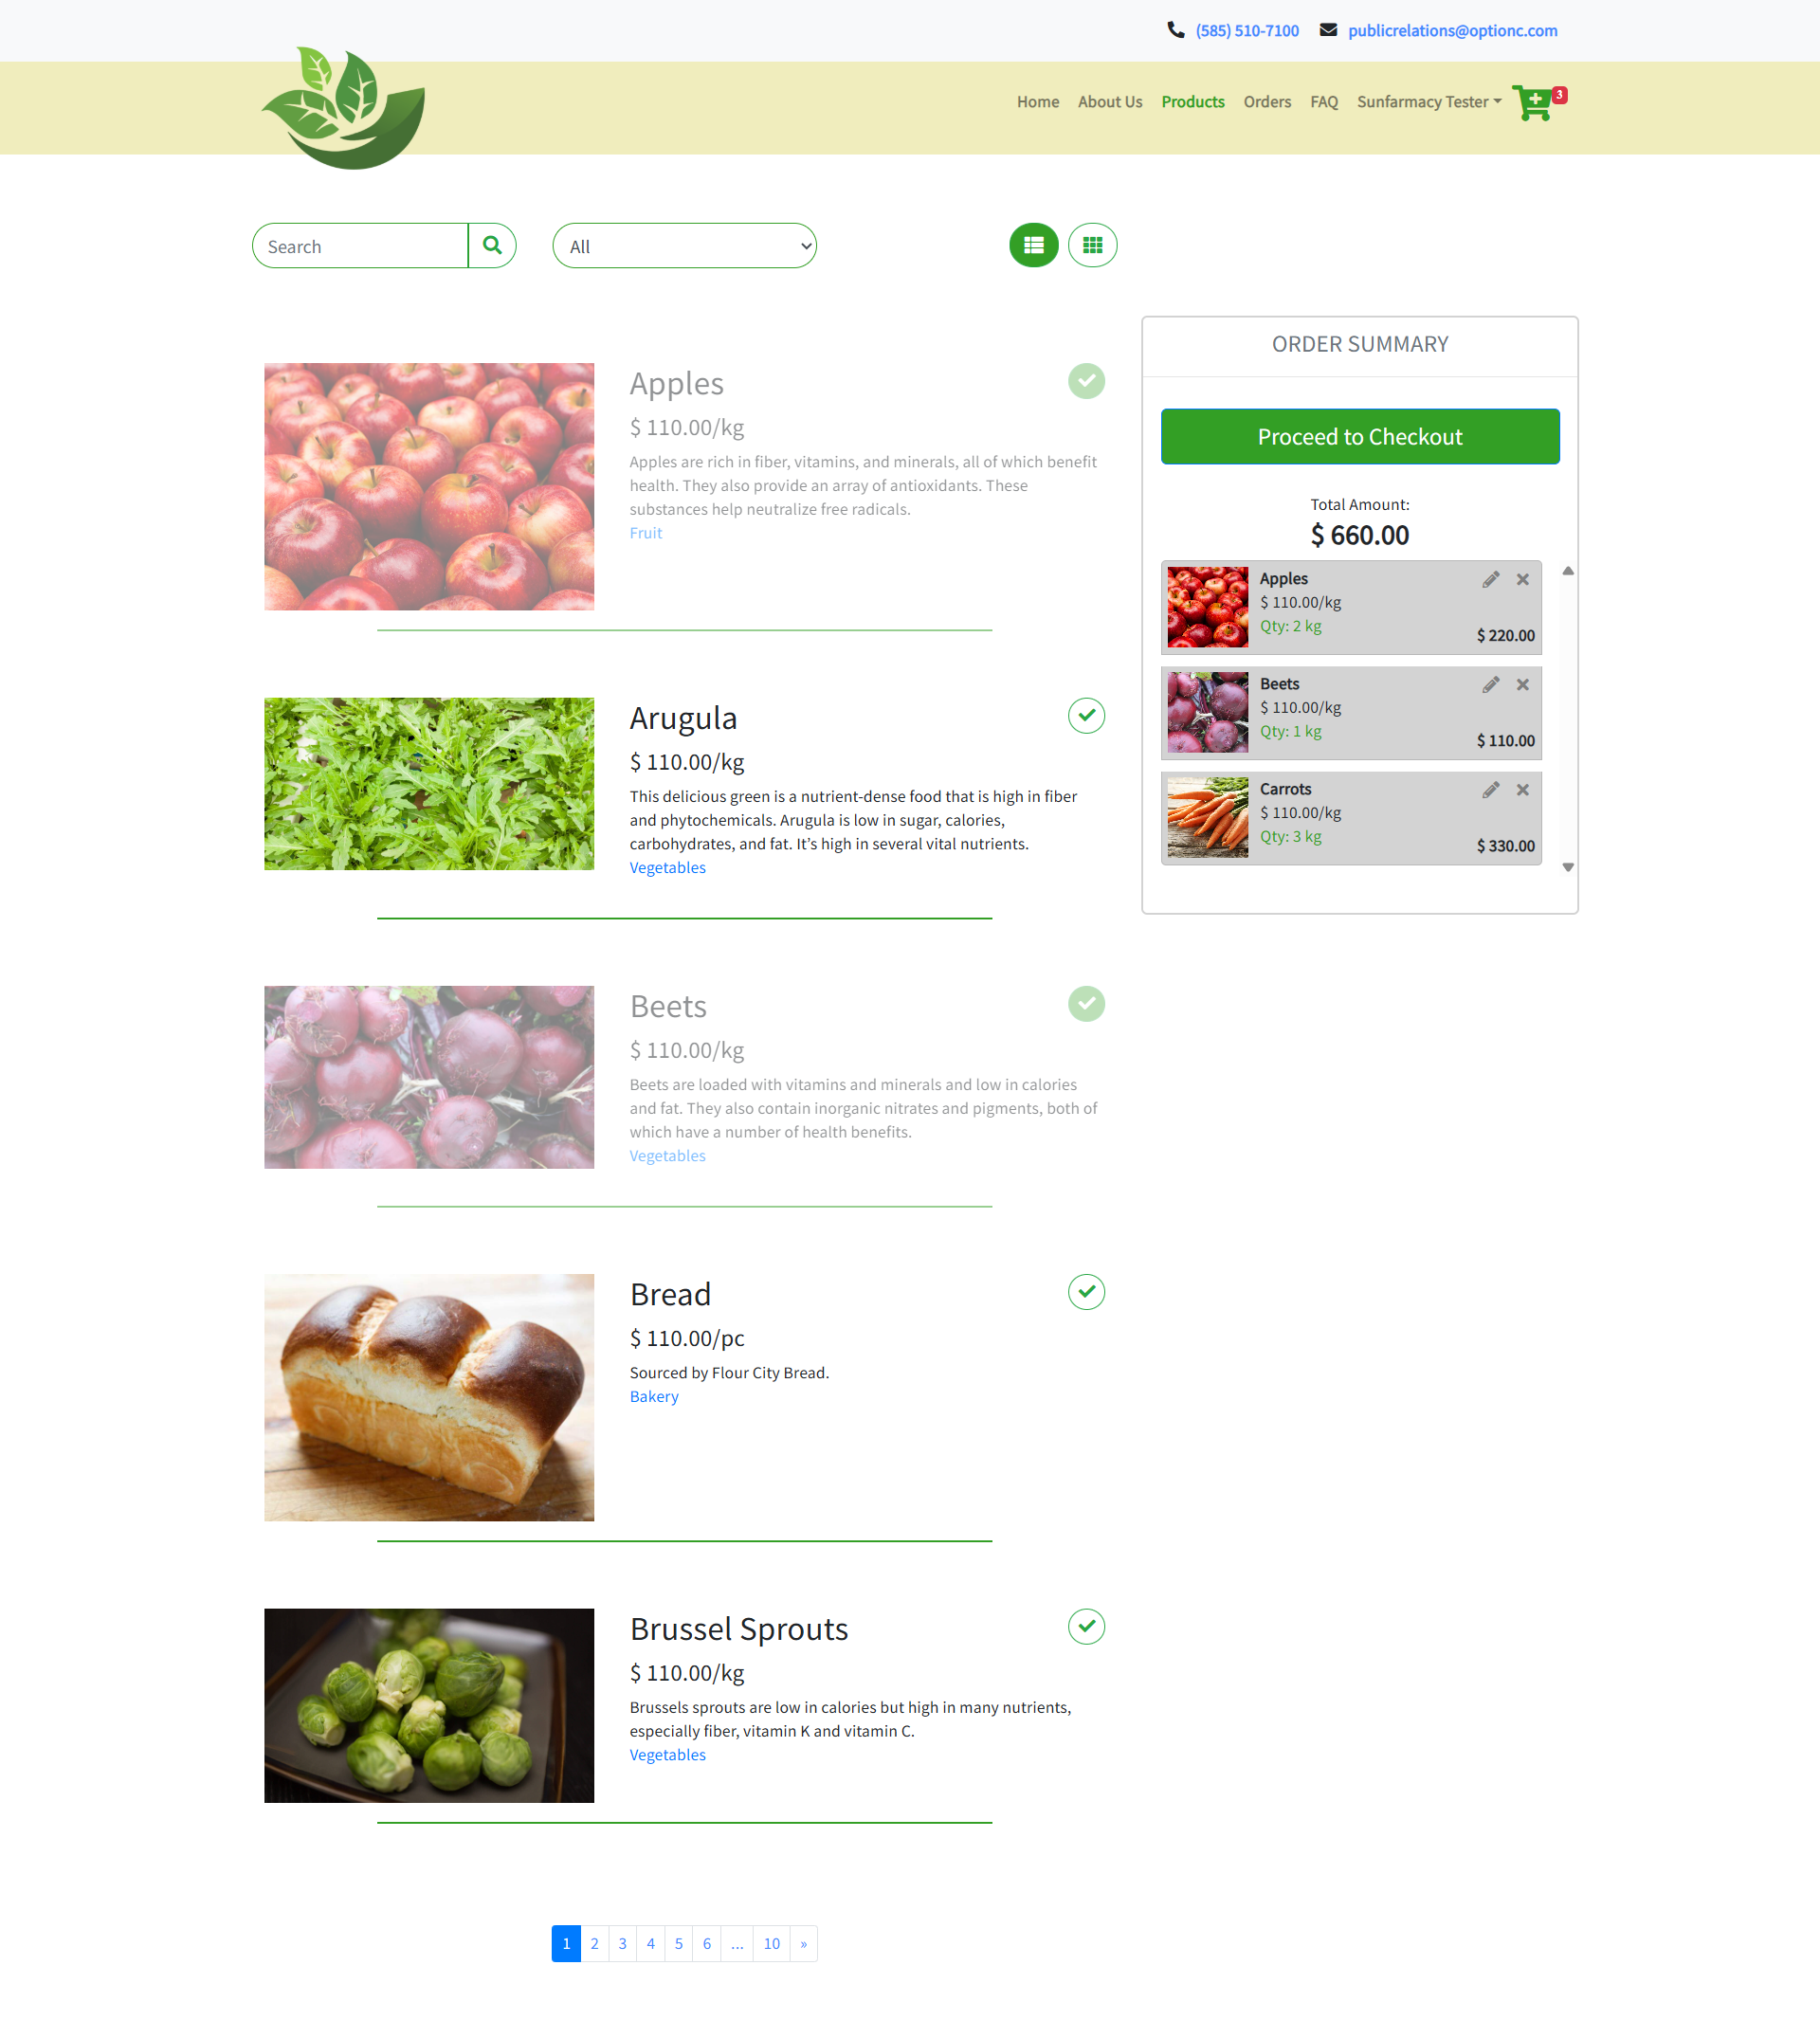 (585) 510-7100 publicrelations@optionc.com
Home About Us Products Orders FAQ Sunfarmacy Tester 3
Search All
ORDER SUMMARY
Proceed to Checkout
Total Amount:
$ 660.00
Apples
$ 110.00/kg
Qty: 2 kg
$ 220.00
Beets
$ 110.00/kg
Qty: 1 kg
$ 110.00
Carrots
$ 110.00/kg
Qty: 3 kg
$ 330.00
Apples
$ 110.00/kg
Apples are rich in fiber, vitamins, and minerals, all of which benefit
health. They also provide an array of antioxidants. These
substances help neutralize free radicals.
Fruit
Arugula
$ 110.00/kg
This delicious green is a nutrient-dense food that is high in fiber
and phytochemicals. Arugula is low in sugar, calories,
carbohydrates, and fat. It’s high in several vital nutrients.
Vegetables
Beets
$ 110.00/kg
Beets are loaded with vitamins and minerals and low in calories
and fat. They also contain inorganic nitrates and pigments, both of
which have a number of health benefits.
Vegetables
Bread
$ 110.00/pc
Sourced by Flour City Bread.
Bakery
Brussel Sprouts
$ 110.00/kg
Brussels sprouts are low in calories but high in many nutrients,
especially fiber, vitamin K and vitamin C.
Vegetables
1 2 3 4 5 6 ... 10 »